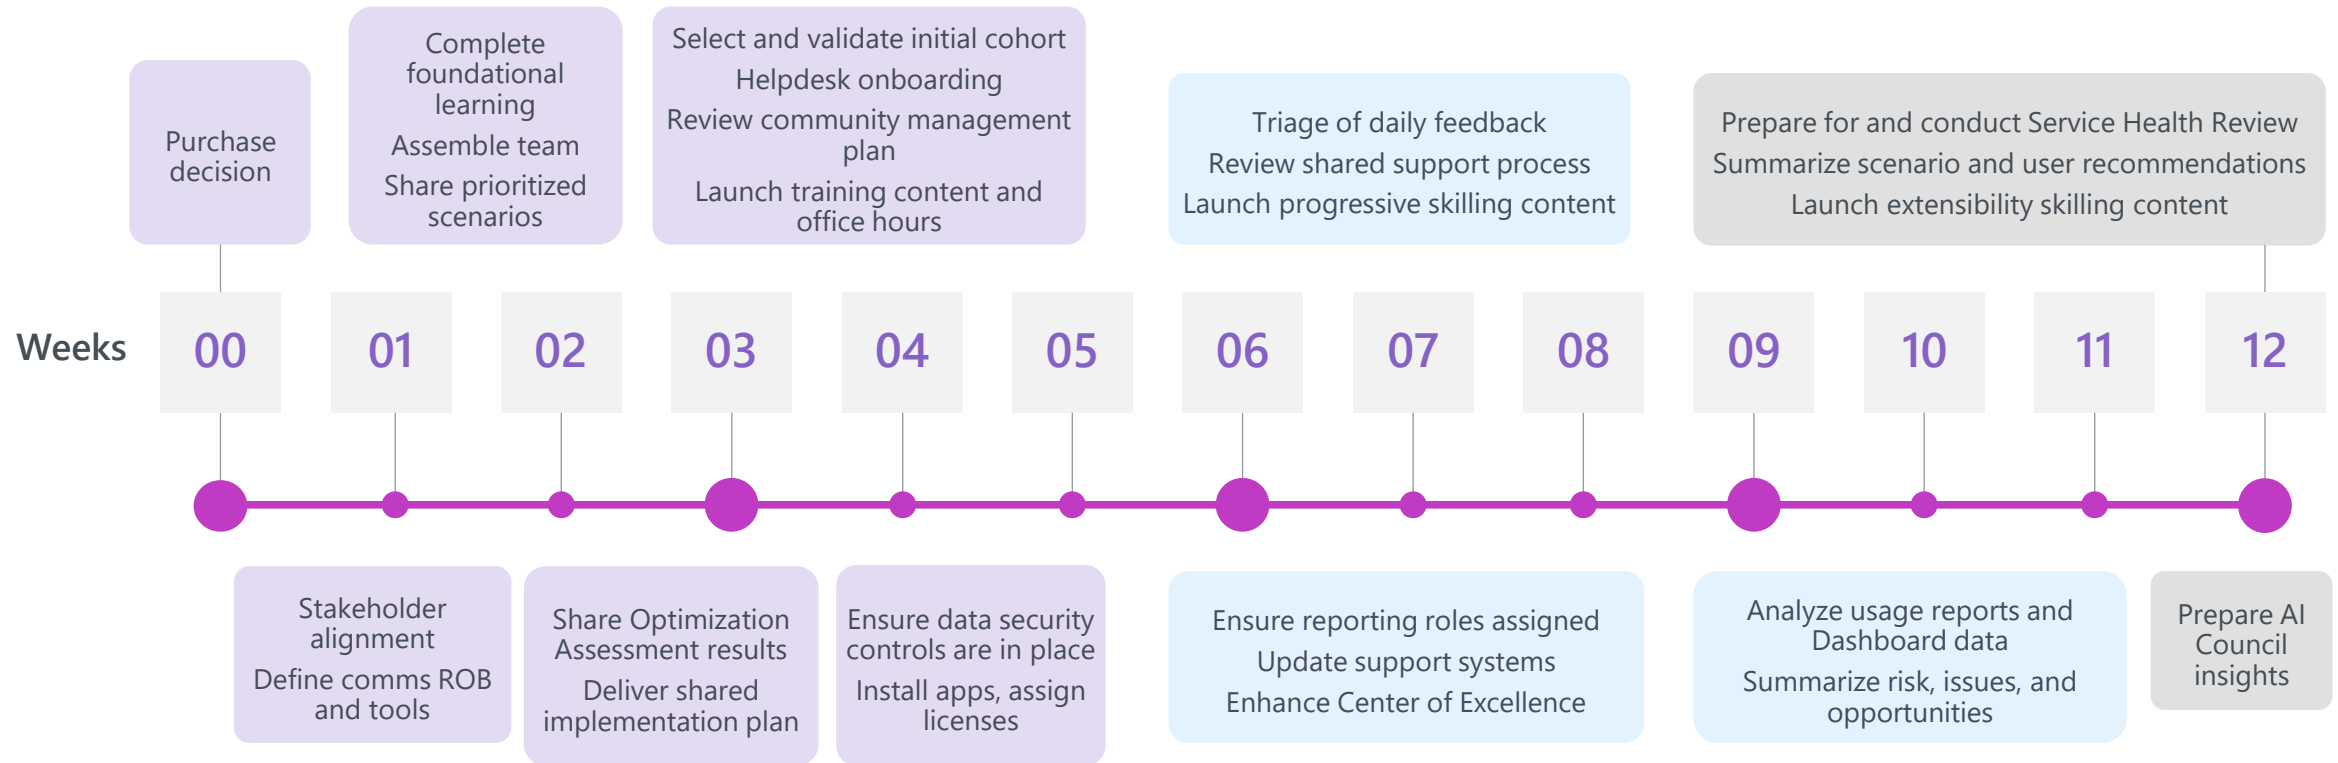 Purchase
decision
Complete
foundational
learning
Assemble team
Share prioritized
scenarios
Select and validate initial cohort
Helpdesk onboarding
Review community management
plan
Launch training content and
office hours
Triage of daily feedback
Review shared support process
Launch progressive skilling content
Prepare for and conduct Service Health Review
Summarize scenario and user recommendations
Launch extensibility skilling content
Weeks 00 01 02 03 04 05 06 07 08 09 10 11 12
Stakeholder
alignment
Define comms ROB
and tools
Share Optimization
Assessment results
Deliver shared
implementation plan
Ensure data security
controls are in place
Install apps, assign
licenses
Ensure reporting roles assigned
Update support systems
Enhance Center of Excellence
Analyze usage reports and
Dashboard data
Summarize risk, issues, and
opportunities
Prepare AI
Council
insights